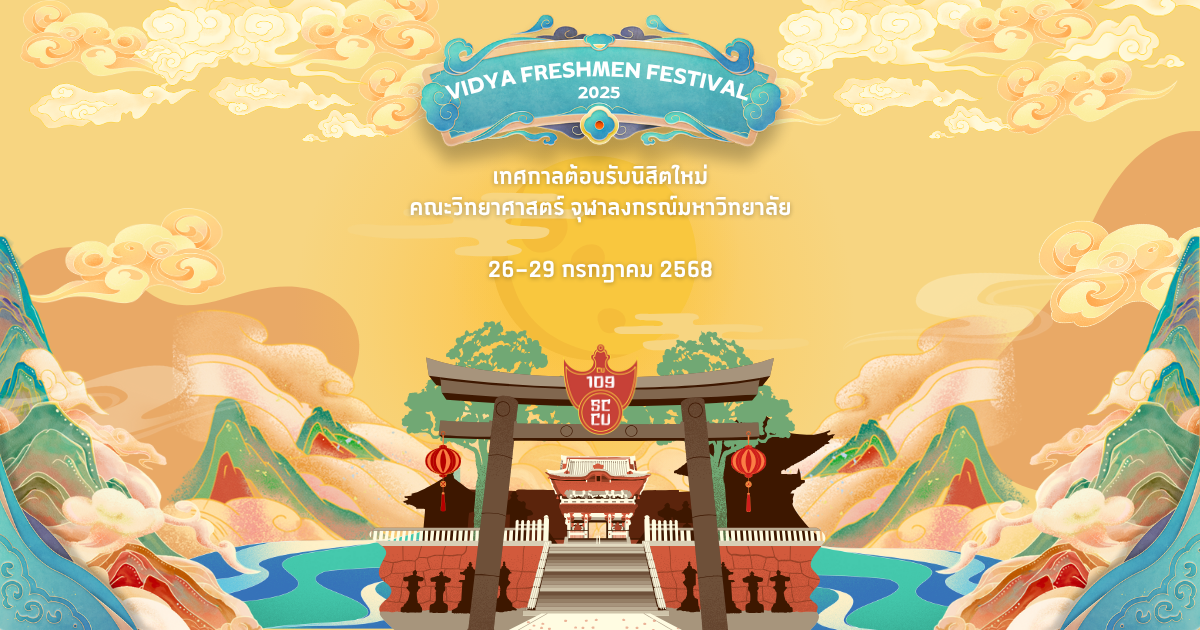 VIDYA FRESHMEN FESTIVAL
2025
เทศกาลต้อนรับนิสิตใหม่
คณะวิทยาศาสตร์ จุฬาลงกรณ์มหาวิทยาลัย
26-29 กรกฎาคม 2568
CU
109
SC
CU